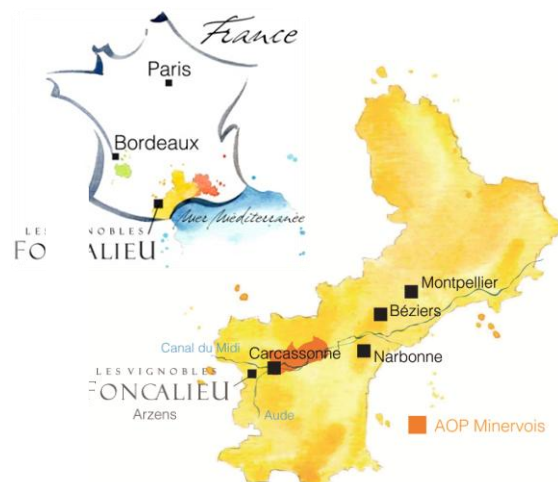 France
Paris
Bordeaux
Mer Méditerranée
LES VIGNOBLES
FONCALIEU
Montpellier
Béziers
Canal du Midi
Carcassonne
Narbonne
LES VIGNOBLES
FONCALIEU
Arzens
Aude
AOP Minervois